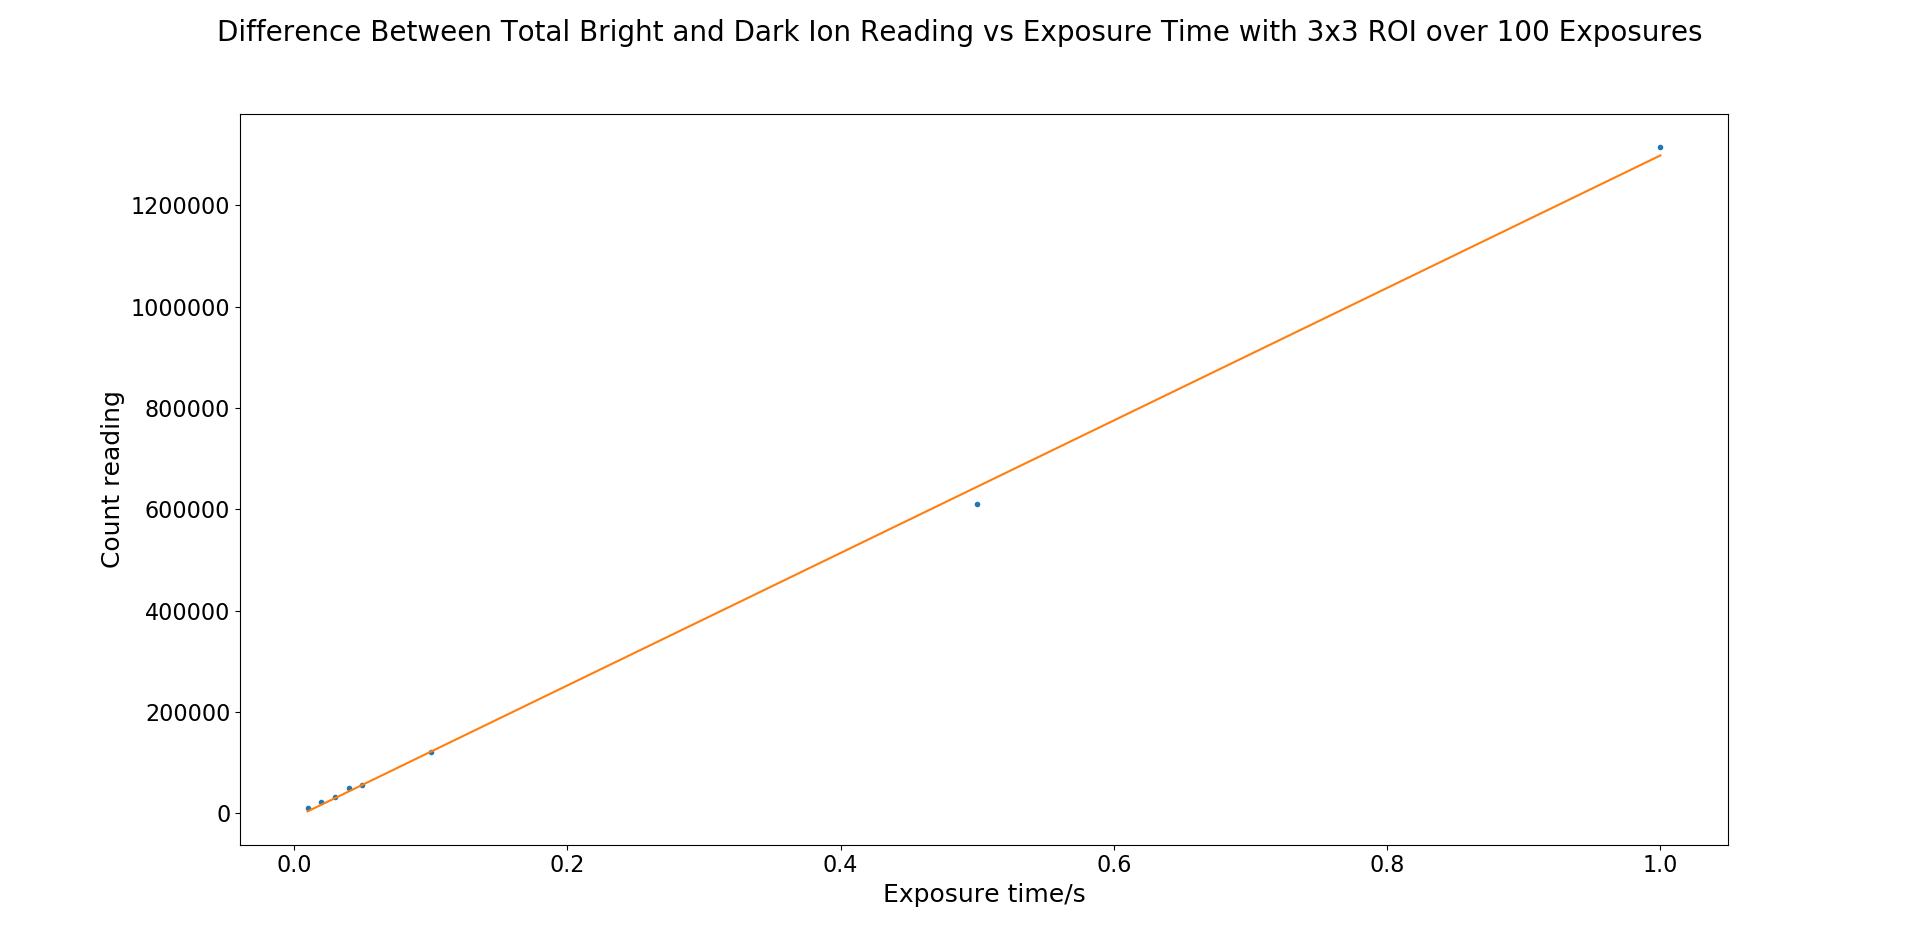 Difference Between Total Bright and Dark Ion Reading vs Exposure Time with 3x3 ROI over 100 Exposures
1200000
1000000
800000
600000
400000
200000
0
Count reading
0.0 0.2 0.4 0.6 0.8 1.0
Exposure time/s